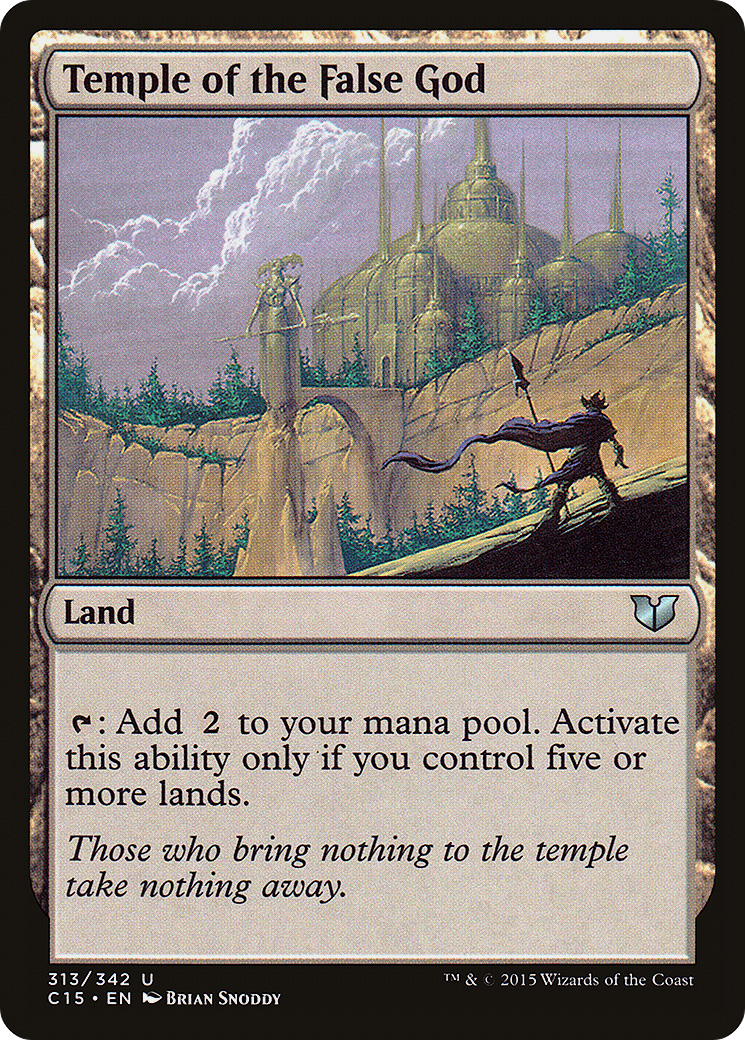 Temple of the False God
Land
: Add 2 to your mana pool. Activate
this ability only if you control five or
more lands.
Those who bring nothing to the temple
take nothing away.
313/342 U
™ & © 2015 Wizards of the Coast
C15 • EN Brian Snoddy